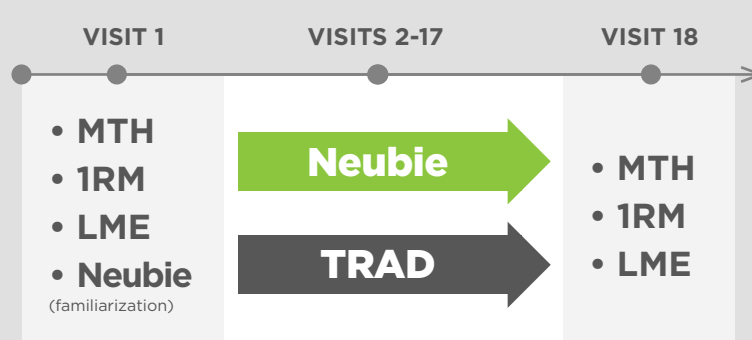 VISIT 1
VISITS 2-17
VISIT 18
• MTH
• 1RM
• LME
• Neubie
(familiarization)
Neubie
TRAD
• MTH
• 1RM
• LME